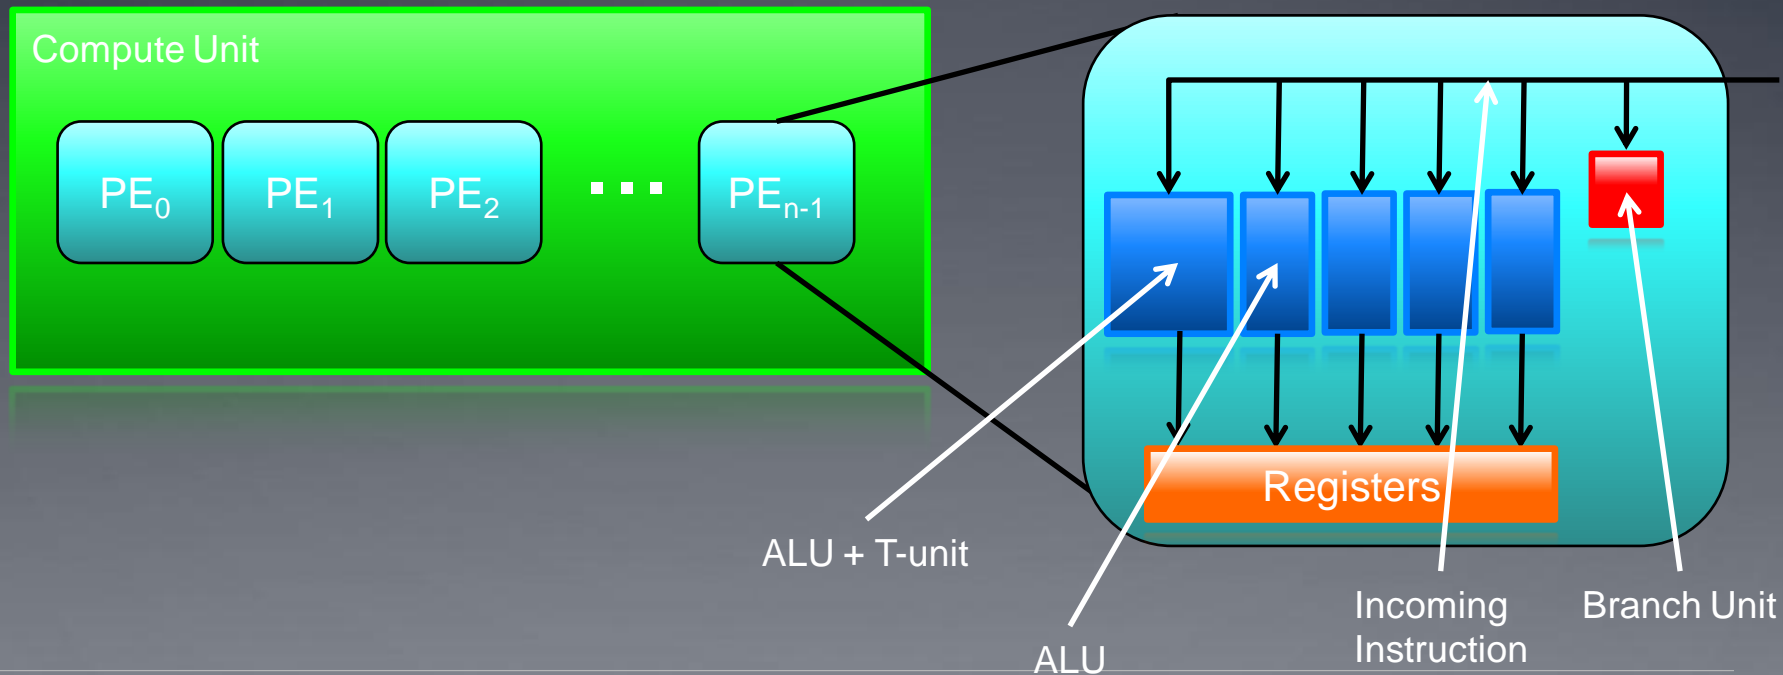 Compute Unit
PE₀ PE₁ PE₂ ... PEₙ₋₁
Registers
ALU + T-unit
ALU
Incoming
Instruction
Branch Unit